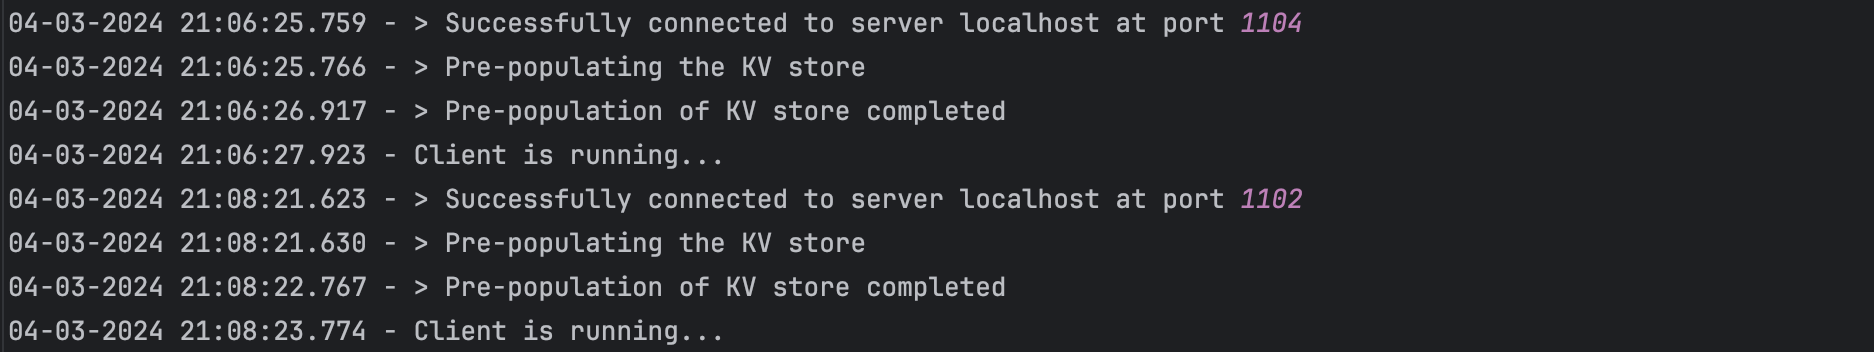 04-03-2024 21:06:25.759 - > Successfully connected to server localhost at port 1104
04-03-2024 21:06:25.766 - > Pre-populating the KV store
04-03-2024 21:06:26.917 - > Pre-population of KV store completed
04-03-2024 21:06:27.923 - Client is running...
04-03-2024 21:08:21.623 - > Successfully connected to server localhost at port 1102
04-03-2024 21:08:21.630 - > Pre-populating the KV store
04-03-2024 21:08:22.767 - > Pre-population of KV store completed
04-03-2024 21:08:23.774 - Client is running...